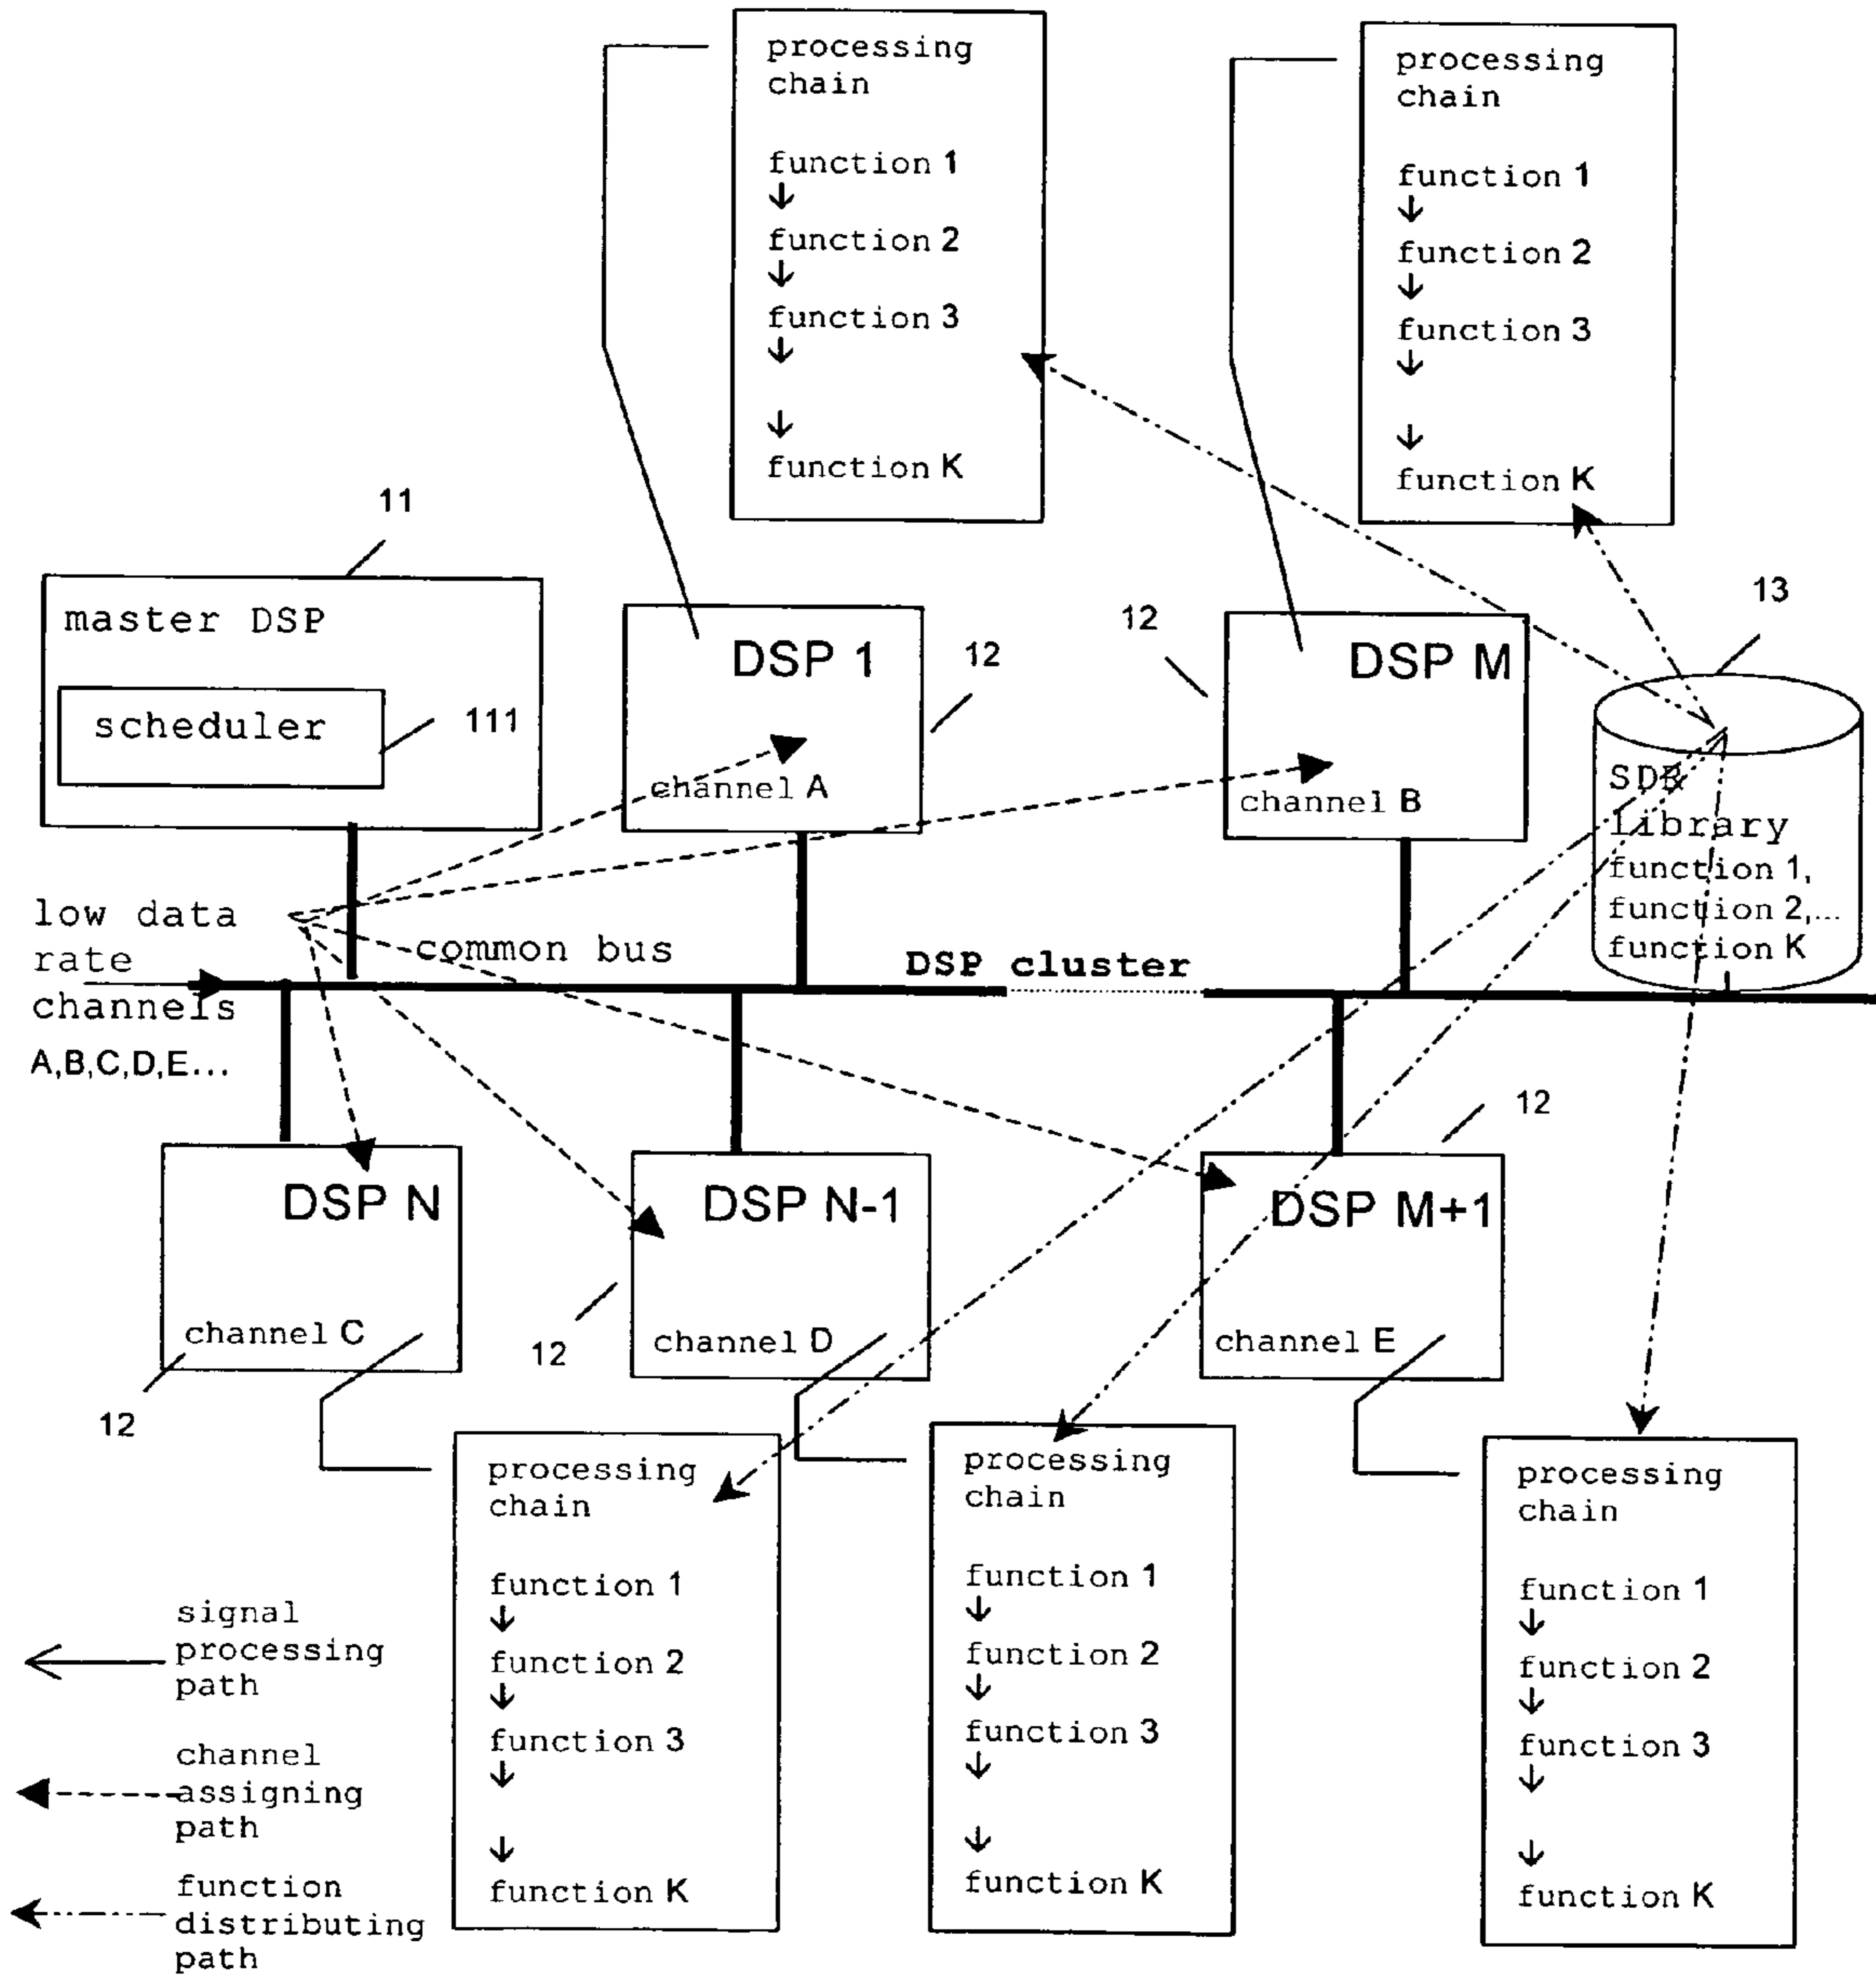 processing
chain
function 1
↓
function 2
↓
function 3
↓
↓
function K
processing
chain
function 1
↓
function 2
↓
function 3
↓
↓
function K
11
master DSP
scheduler
111
DSP 1
channel A
12
12
DSP M
channel B
13
SDR
library
function 1,
function 2,...
function K
low data
rate
channels
A,B,C,D,E...
common bus
DSP cluster
DSP N
channel C
12
DSP N-1
channel D
12
12
DSP M+1
channel E
processing
chain
function 1
↓
function 2
↓
function 3
↓
↓
function K
processing
chain
function 1
↓
function 2
↓
function 3
↓
↓
function K
processing
chain
function 1
↓
function 2
↓
function 3
↓
↓
function K
signal
processing
path
channel
assigning
path
function
distributing
path